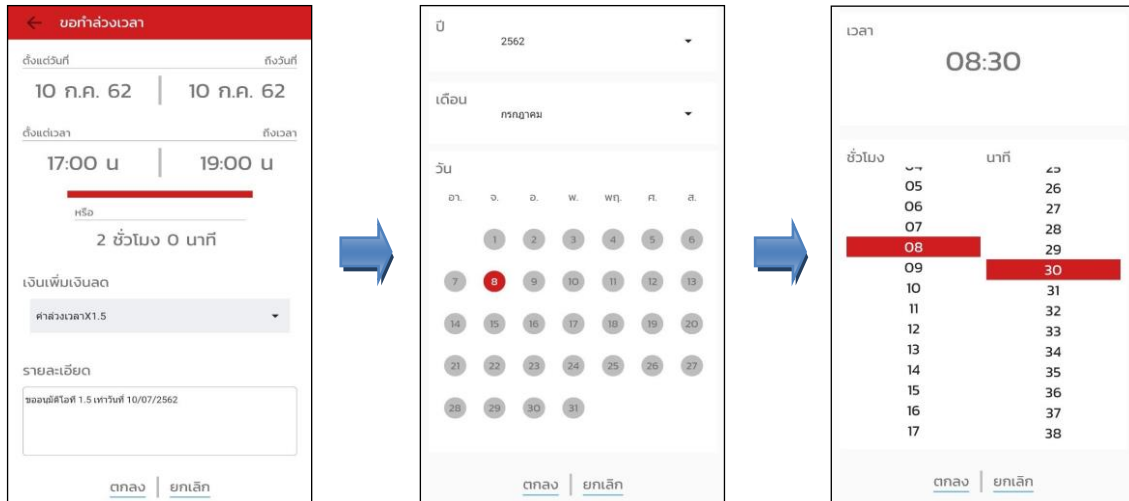 ขอทำล่วงเวลา
ตั้งแต่วันที่ ถึงวันที่
10 ก.ค. 62 10 ก.ค. 62
ตั้งแต่เวลา ถึงเวลา
17:00 น 19:00 น
หรือ
2 ชั่วโมง 0 นาที
เงินเพิ่มเงินลด
ค่าล่วงเวลาX1.5
รายละเอียด
ขออนุมัติโอที 1.5 เท่าวันที่ 10/07/2562
ตกลง ยกเลิก
ปี
2562
เดือน
กรกฎาคม
วัน
อา. จ. อ. พ. พฤ. ศ. ส.
1 2 3 4 5 6
7 8 9 10 11 12 13
14 15 16 17 18 19 20
21 22 23 24 25 26 27
28 29 30 31
ตกลง ยกเลิก
เวลา
08:30
ชั่วโมง นาที
04 25
05 26
06 27
07 28
08 29
09 30
10 31
11 32
12 33
13 34
14 35
15 36
16 37
17 38
ตกลง ยกเลิก